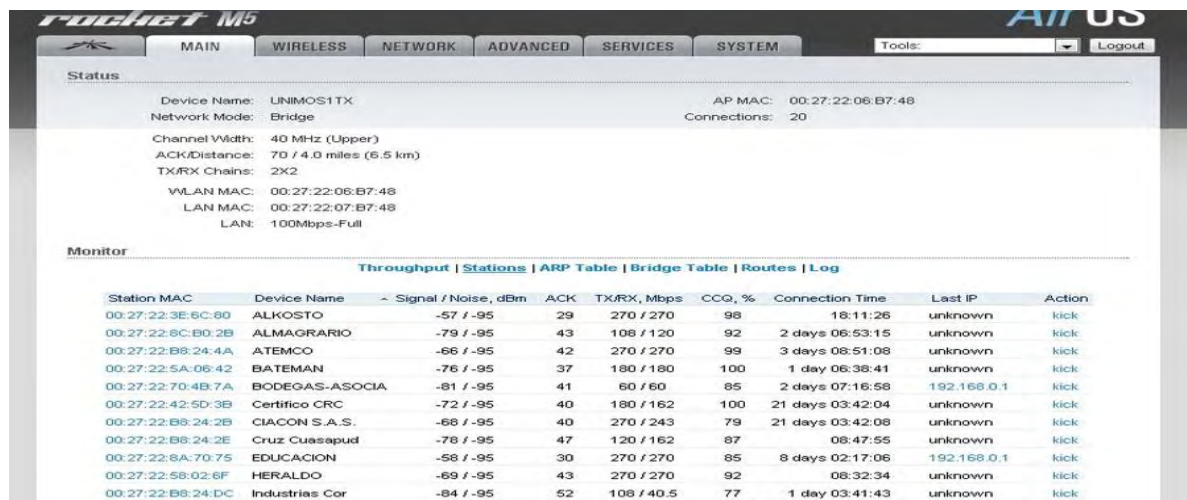 rocket M5
MAIN WIRELESS NETWORK ADVANCED SERVICES SYSTEM Tools: Logout
Status
Device Name: UNIMOS1TX AP MAC: 00:27:22:06:B7:48
Network Mode: Bridge Connections: 20
Channel Width: 40 MHz (Upper)
ACK/Distance: 70 / 4.0 miles (6.5 km)
TX/RX Chains: 2X2
WLAN MAC: 00:27:22:06:B7:48
LAN MAC: 00:27:22:07:B7:48
LAN: 100Mbps-Full
Monitor
Throughput | Stations | ARP Table | Bridge Table | Routes | Log
Station MAC Device Name Signal / Noise, dBm ACK TX/RX, Mbps CCQ, % Connection Time Last IP Action
00:27:22:3E:6C:80 ALKOSTO -57 / -95 29 270 / 270 98 18:11:26 unknown kick
00:27:22:8C:B0:2B ALMAGRARIO -79 / -95 43 108 / 120 92 2 days 06:53:15 unknown kick
00:27:22:B8:24:4A ATEMCO -66 / -95 42 270 / 270 99 3 days 08:51:08 unknown kick
00:27:22:5A:06:42 BATEMAN -76 / -95 37 180 / 180 100 1 day 06:38:41 unknown kick
00:27:22:70:4B:7A BODEGAS-ASOCIA -81 / -95 41 60 / 60 85 2 days 07:16:58 192.168.0.1 kick
00:27:22:42:5D:3B Certifico CRC -72 / -95 40 180 / 162 100 21 days 03:42:04 unknown kick
00:27:22:B8:24:2B CIACON S.A.S. -68 / -95 40 270 / 243 79 21 days 03:42:08 unknown kick
00:27:22:B8:24:2E Cruz Cuasapud -78 / -95 47 120 / 162 87 08:47:55 unknown kick
00:27:22:8A:70:75 EDUCACION -58 / -95 30 270 / 270 85 8 days 02:17:06 192.168.0.1 kick
00:27:22:58:02:6F HERALDO -69 / -95 43 270 / 270 92 08:32:34 unknown kick
00:27:22:B8:24:DC Industrias Cor -84 / -95 52 108 / 40.5 77 1 day 03:41:43 unknown kick